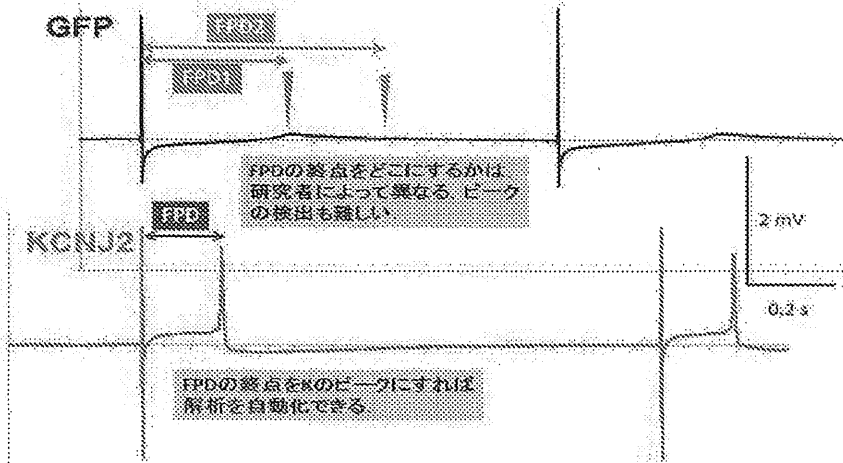 GFP
FPD2
FPD1
FPDの終点をどこにするかは、
研究者によって異なる ピーク
の検出も難しい
FPD
KCNJ2
2 mV
0.2 s
FPDの終点をKのピークにすれば
解析を自動化できる